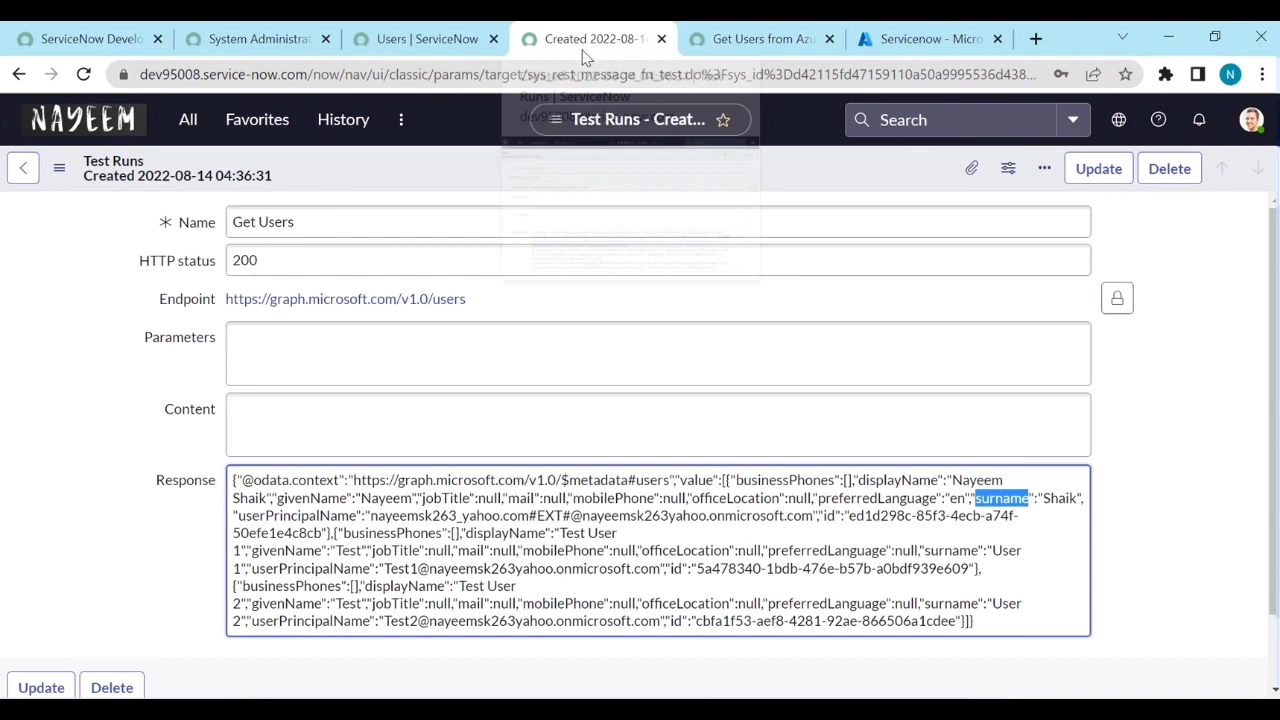 ServiceNow Develo
System Administrat
Users | ServiceNow
Created 2022-08-14
Get Users from Azu
Servicenow - Micro
dev95008.service-now.com/now/nav/ui/classic/params/target/sys_rest_message_fn_test.do%3Fsys_id%3Dd42115fd47159110a50a9995536d438...
N
Runs | ServiceNow
NAYEEM
All
Favorites
History
Test Runs - Creat...
Search
Test Runs
Created 2022-08-14 04:36:31
Update
Delete
Name
Get Users
HTTP status
200
Endpoint
https://graph.microsoft.com/v1.0/users
Parameters
Content
Response
{"@odata.context":"https://graph.microsoft.com/v1.0/$metadata#users","value":[{"businessPhones":[],"displayName":"Nayeem
Shaik","givenName":"Nayeem","jobTitle":null,"mail":null,"mobilePhone":null,"officeLocation":null,"preferredLanguage":"en","surname":"Shaik",
"userPrincipalName":"nayeemsk263_yahoo.com#EXT#@nayeemsk263yahoo.onmicrosoft.com","id":"ed1d298c-85f3-4ecb-a74f-
50efe1e4c8cb"},{"businessPhones":[],"displayName":"Test User
1","givenName":"Test","jobTitle":null,"mail":null,"mobilePhone":null,"officeLocation":null,"preferredLanguage":null,"surname":"User
1","userPrincipalName":"Test1@nayeemsk263yahoo.onmicrosoft.com","id":"5a478340-1bdb-476e-b57b-a0bdf939e609"},
{"businessPhones":[],"displayName":"Test User
2","givenName":"Test","jobTitle":null,"mail":null,"mobilePhone":null,"officeLocation":null,"preferredLanguage":null,"surname":"User
2","userPrincipalName":"Test2@nayeemsk263yahoo.onmicrosoft.com","id":"cbfa1f53-aef8-4281-92ae-866506a1cdee"}]}
Update
Delete